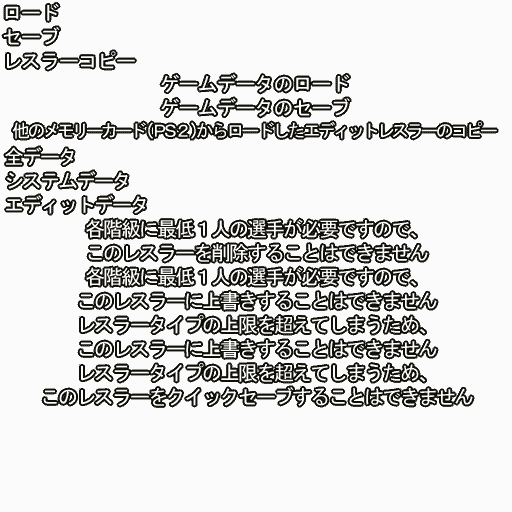 ロード
セーブ
レスラーコピー
ゲームデータのロード
ゲームデータのセーブ
他のメモリーカード(PS2)からロードしたエディットレスラーのコピー
全データ
システムデータ
エディットデータ
各階級に最低１人の選手が必要ですので、
このレスラーを削除することはできません
各階級に最低１人の選手が必要ですので、
このレスラーに上書きすることはできません
レスラータイプの上限を超えてしまうため、
このレスラーに上書きすることはできません
レスラータイプの上限を超えてしまうため、
このレスラーをクイックセーブすることはできません